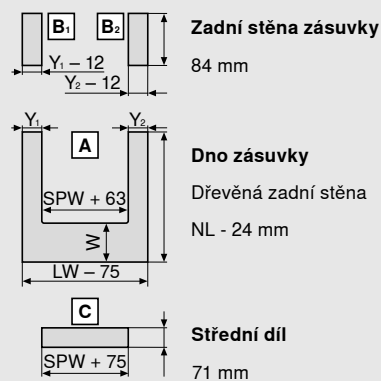 B₁ B₂ Zadní stěna zásuvky
Y₁ – 12 84 mm
Y₂ – 12
Y₁ Y₂
A
Dno zásuvky
SPW + 63 Dřevěná zadní stěna
W NL - 24 mm
LW – 75
C
Střední díl
SPW + 75 71 mm